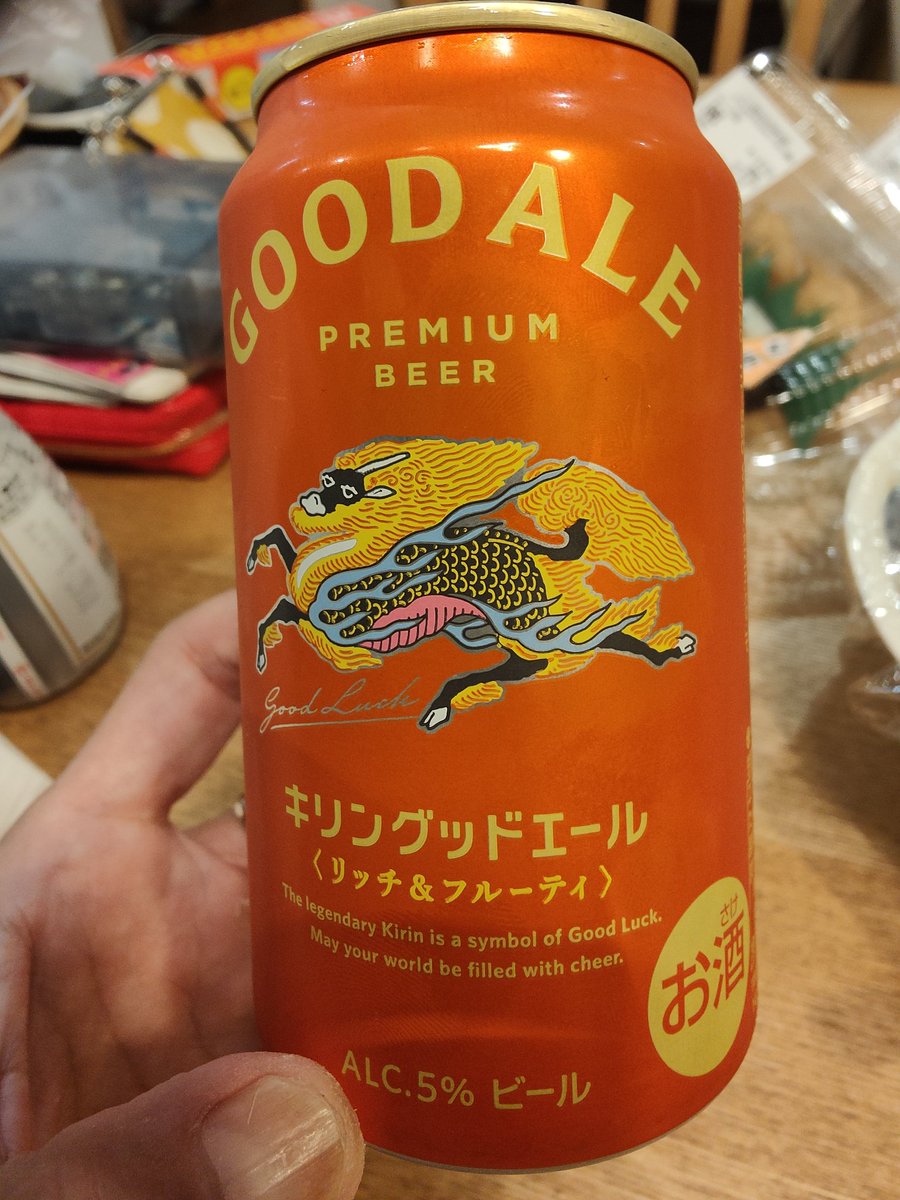 GOOD ALE
PREMIUM
BEER
Good Luck
キリングッドエール
〈リッチ&フルーティ〉
The legendary Kirin is a symbol of Good Luck.
May your world be filled with cheer.
さけ
お酒
ALC.5% ビール